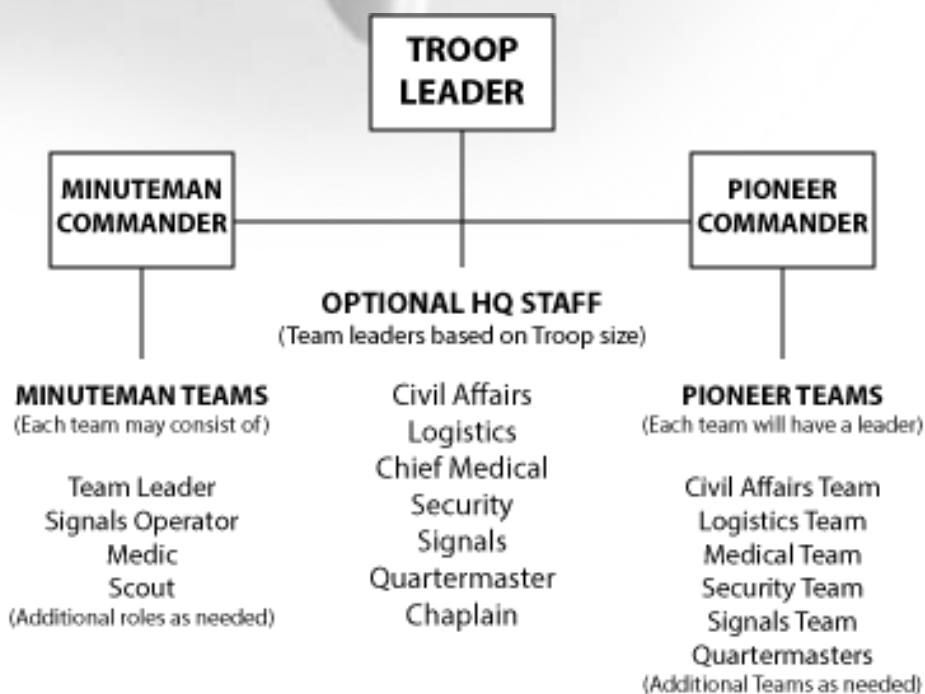 TROOP
LEADER
MINUTEMAN
COMMANDER
PIONEER
COMMANDER
OPTIONAL HQ STAFF
(Team leaders based on Troop size)
Civil Affairs
Logistics
Chief Medical
Security
Signals
Quartermaster
Chaplain
MINUTEMAN TEAMS
(Each team may consist of)
Team Leader
Signals Operator
Medic
Scout
(Additional roles as needed)
PIONEER TEAMS
(Each team will have a leader)
Civil Affairs Team
Logistics Team
Medical Team
Security Team
Signals Team
Quartermasters
(Additional Teams as needed)